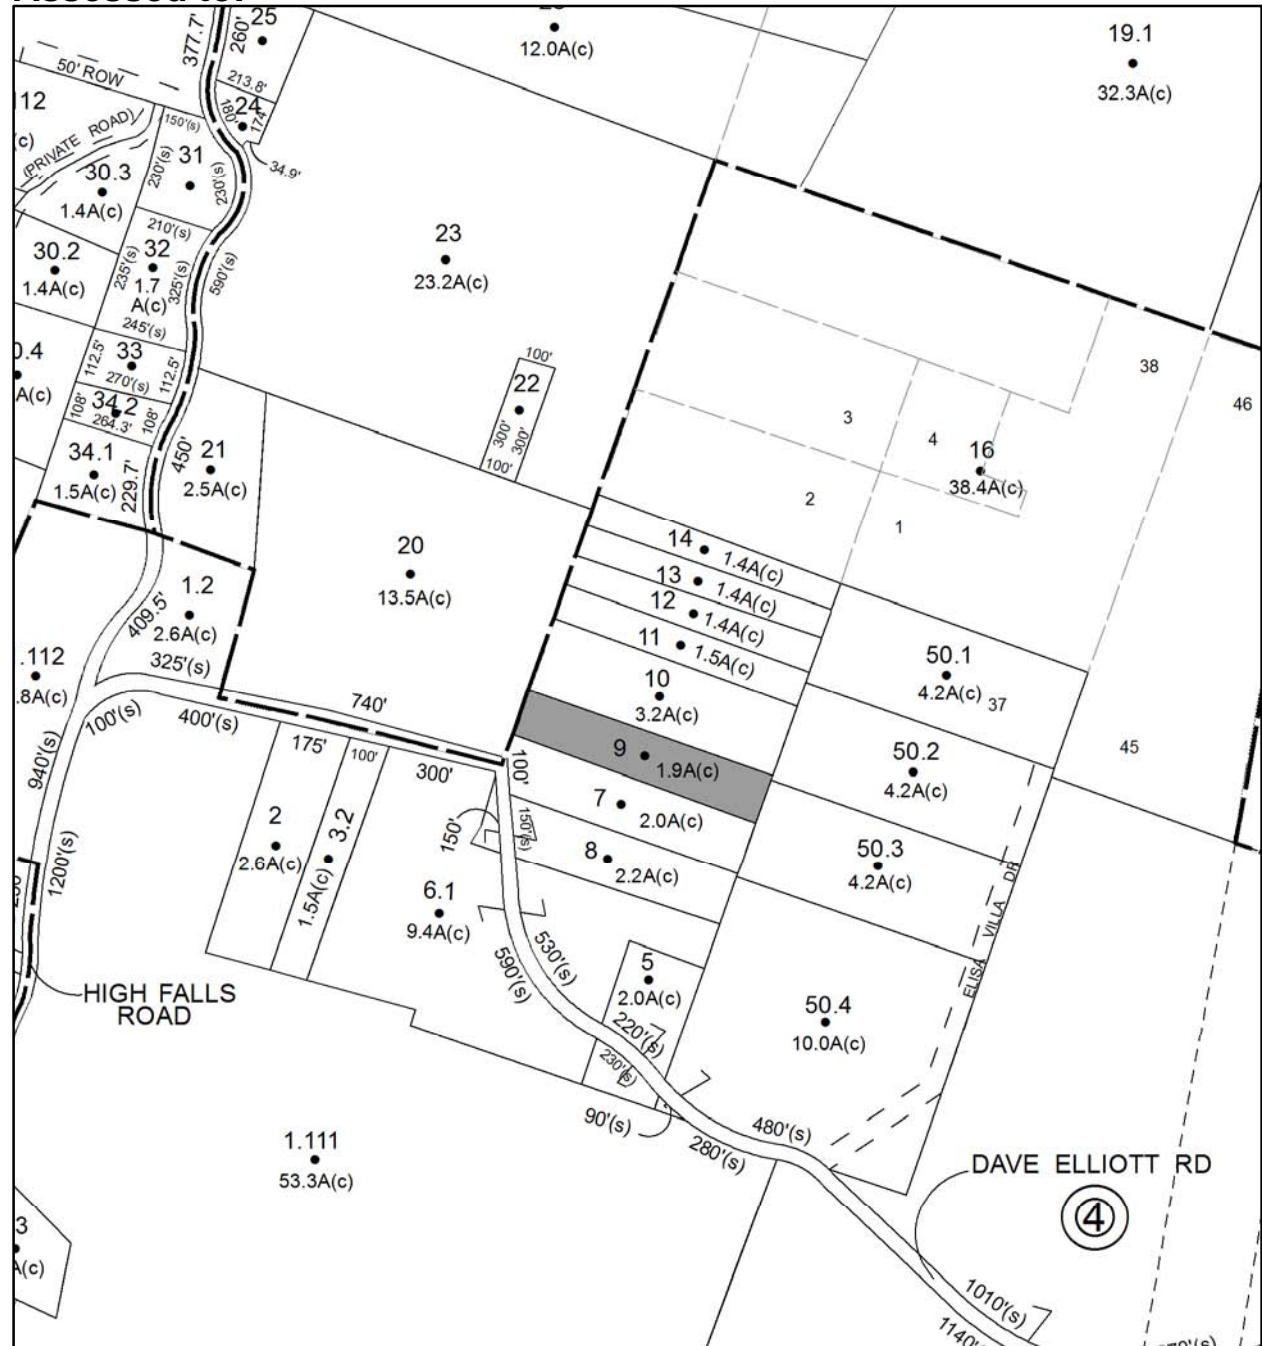 25
260'
377.7'
12.0A(c)
19.1
32.3A(c)
50' ROW
213.8'
24
180'
174'
112
(c)
(PRIVATE ROAD)
150'(s)
31
230'(s)
230'(s)
34.9'
30.3
1.4A(c)
210'(s)
23
23.2A(c)
30.2
1.4A(c)
32
1.7
A(c)
235'(s)
325'(s)
590'(s)
245'(s)
0.4
A(c)
33
112.5'
270'(s)
112.5'
34.2
108'
264.3'
108'
100'
22
300'
300'
100'
38
46
3
4
16
38.4A(c)
34.1
1.5A(c)
229.7'
450'
21
2.5A(c)
2
1
20
13.5A(c)
14
1.4A(c)
13
1.4A(c)
12
1.4A(c)
11
1.5A(c)
1.2
2.6A(c)
409.5'
325'(s)
.112
.8A(c)
10
3.2A(c)
50.1
4.2A(c)
37
740'
100'(s)
400'(s)
175'
100'
300'
100'
9
1.9A(c)
50.2
4.2A(c)
45
940'(s)
1200'(s)
2
2.6A(c)
3.2
1.5A(c)
150'
150'(s)
7
2.0A(c)
8
2.2A(c)
50.3
4.2A(c)
6.1
9.4A(c)
ELISA VILLA DR
530'(s)
590'(s)
5
2.0A(c)
50.4
10.0A(c)
HIGH FALLS
ROAD
220'(s)
230'(s)
90'(s)
280'(s)
480'(s)
1.111
53.3A(c)
DAVE ELLIOTT RD
4
3
A(c)
1010'(s)
1140'